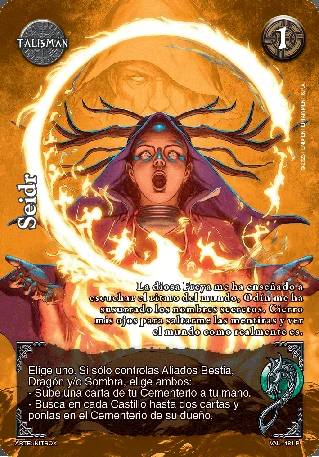 TALISMAN
1
Seidr
La diosa Freya me ha enseñado a
escuchar el ritmo del mundo, Odín me ha
susurrado los nombres secretos. Cierro
mis ojos para saltarme las mentiras y ver
el mundo como realmente es.
Elige uno. Si sólo controlas Aliados Bestia,
Dragón y/o Sombra, elige ambos:
- Sube una carta de tu Cementerio a tu mano.
- Busca en cada Castillo hasta dos cartas y
ponlas en el Cementerio de su dueño.